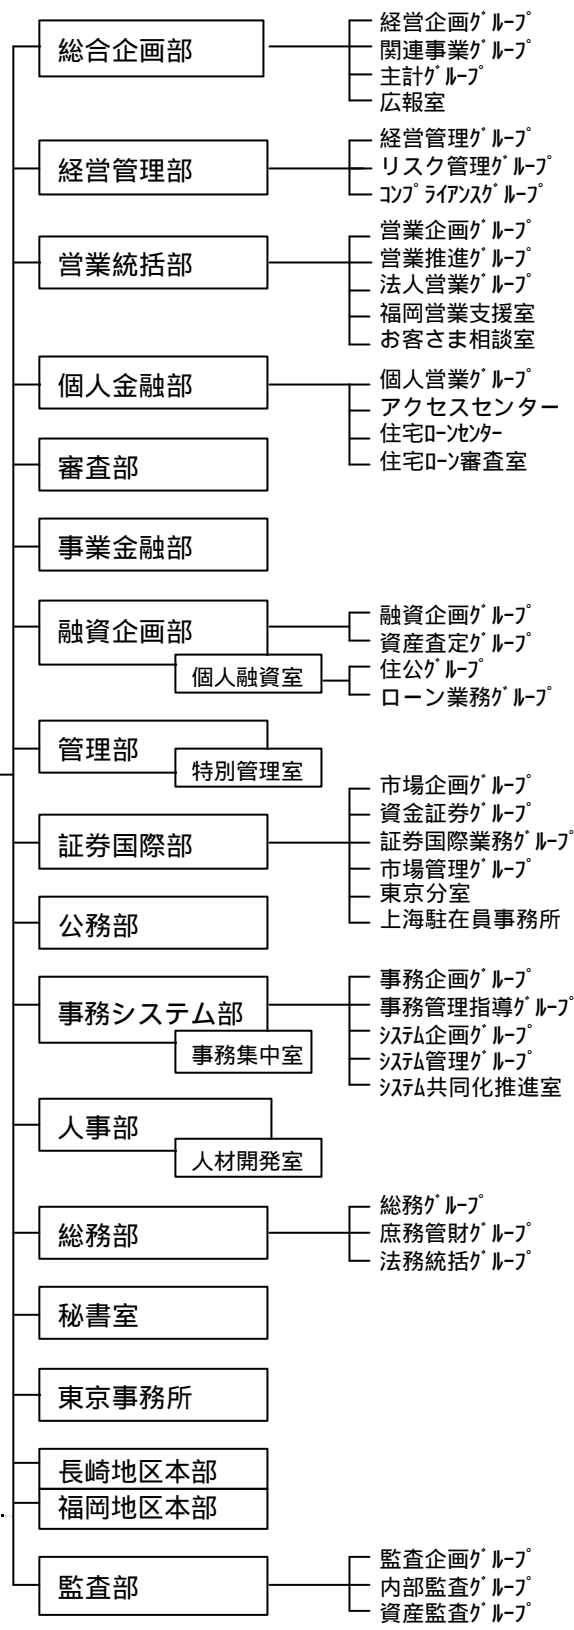 総合企画部
経営企画ｸﾞﾙｰﾌﾟ
関連事業ｸﾞﾙｰﾌﾟ
主計ｸﾞﾙｰﾌﾟ
広報室
経営管理部
経営管理ｸﾞﾙｰﾌﾟ
リスク管理ｸﾞﾙｰﾌﾟ
ｺﾝﾌﾟﾗｲｱﾝｽｸﾞﾙｰﾌﾟ
営業統括部
営業企画ｸﾞﾙｰﾌﾟ
営業推進ｸﾞﾙｰﾌﾟ
法人営業ｸﾞﾙｰﾌﾟ
福岡営業支援室
お客さま相談室
個人金融部
個人営業ｸﾞﾙｰﾌﾟ
アクセスセンター
住宅ﾛｰﾝｾﾝﾀｰ
住宅ﾛｰﾝ審査室
審査部
事業金融部
融資企画部
融資企画ｸﾞﾙｰﾌﾟ
資産査定ｸﾞﾙｰﾌﾟ
個人融資室
住公ｸﾞﾙｰﾌﾟ
ローン業務ｸﾞﾙｰﾌﾟ
管理部
特別管理室
証券国際部
市場企画ｸﾞﾙｰﾌﾟ
資金証券ｸﾞﾙｰﾌﾟ
証券国際業務ｸﾞﾙｰﾌﾟ
市場管理ｸﾞﾙｰﾌﾟ
東京分室
上海駐在員事務所
公務部
事務システム部
事務集中室
事務企画ｸﾞﾙｰﾌﾟ
事務管理指導ｸﾞﾙｰﾌﾟ
ｼｽﾃﾑ企画ｸﾞﾙｰﾌﾟ
ｼｽﾃﾑ管理ｸﾞﾙｰﾌﾟ
ｼｽﾃﾑ共同化推進室
人事部
人材開発室
総務部
総務ｸﾞﾙｰﾌﾟ
庶務管財ｸﾞﾙｰﾌﾟ
法務統括ｸﾞﾙｰﾌﾟ
秘書室
東京事務所
長崎地区本部
福岡地区本部
監査部
監査企画ｸﾞﾙｰﾌﾟ
内部監査ｸﾞﾙｰﾌﾟ
資産監査ｸﾞﾙｰﾌﾟ